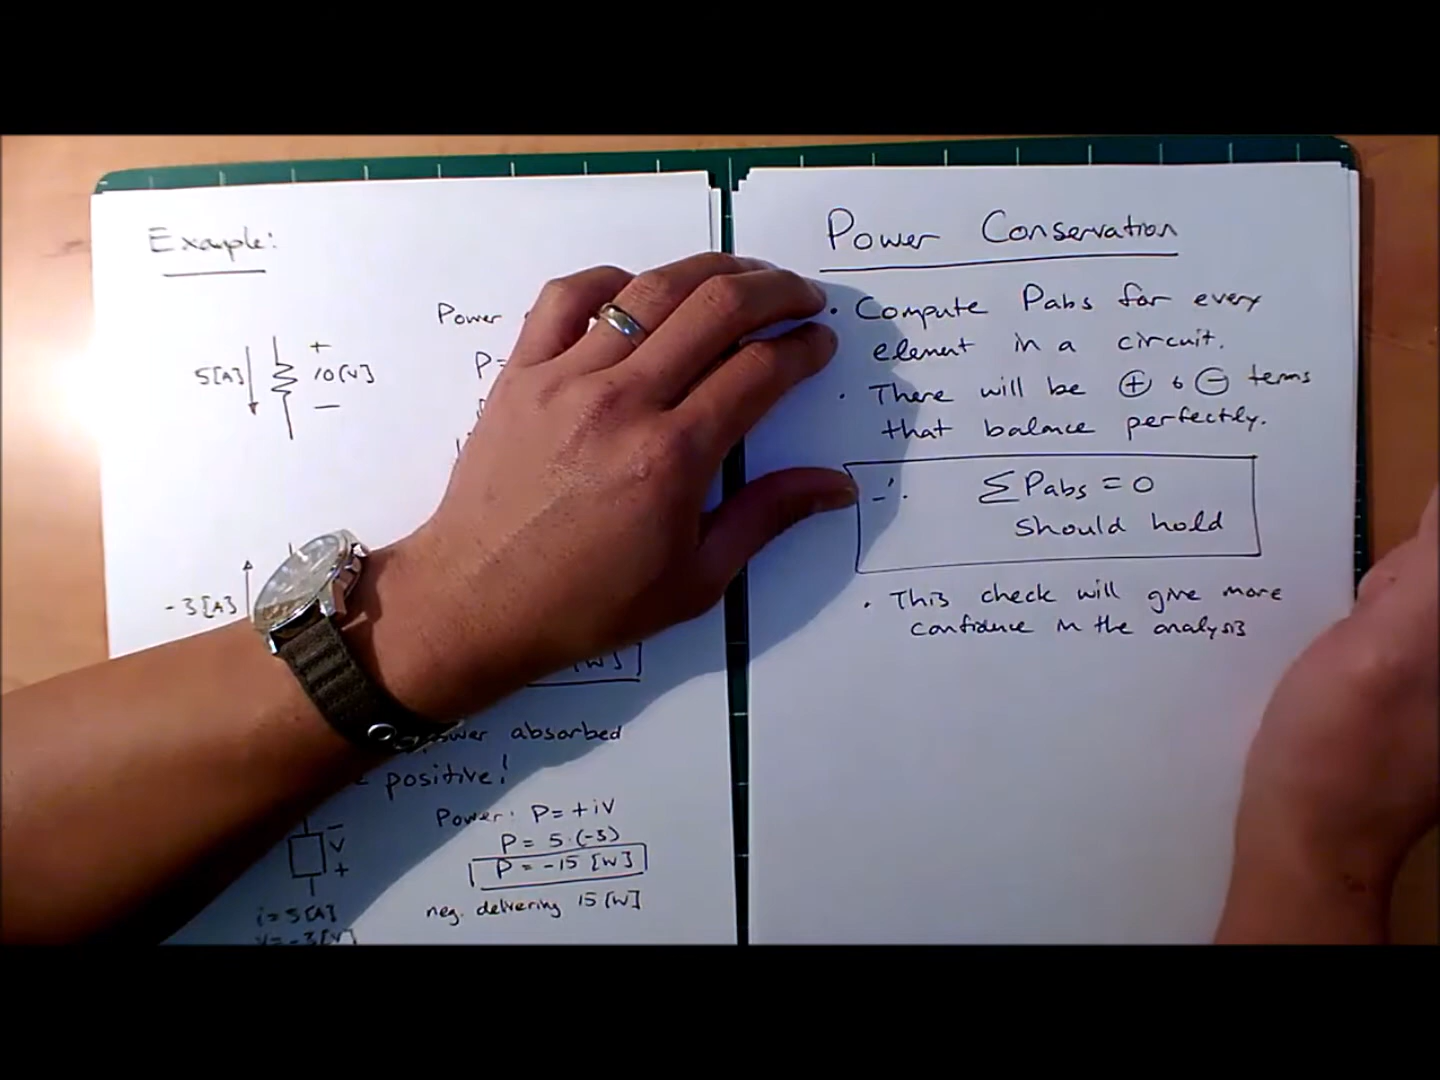 Example:
Power
5[A]
+
10[V]
P=
-
-3[A]
[W]
absorbed
positive!
Power: P=+iV
P= 5·(-3)
P = -15 [W]
neg. delivering 15[W]
-
V
+
i=5[A]
V=-3[V]
Power Conservation
• Compute Pabs for every
element in a circuit.
• There will be ⊕ & ⊖ terms
that balance perfectly.
∴ ΣPabs = 0
should hold
• This check will give more
confidence in the analysis